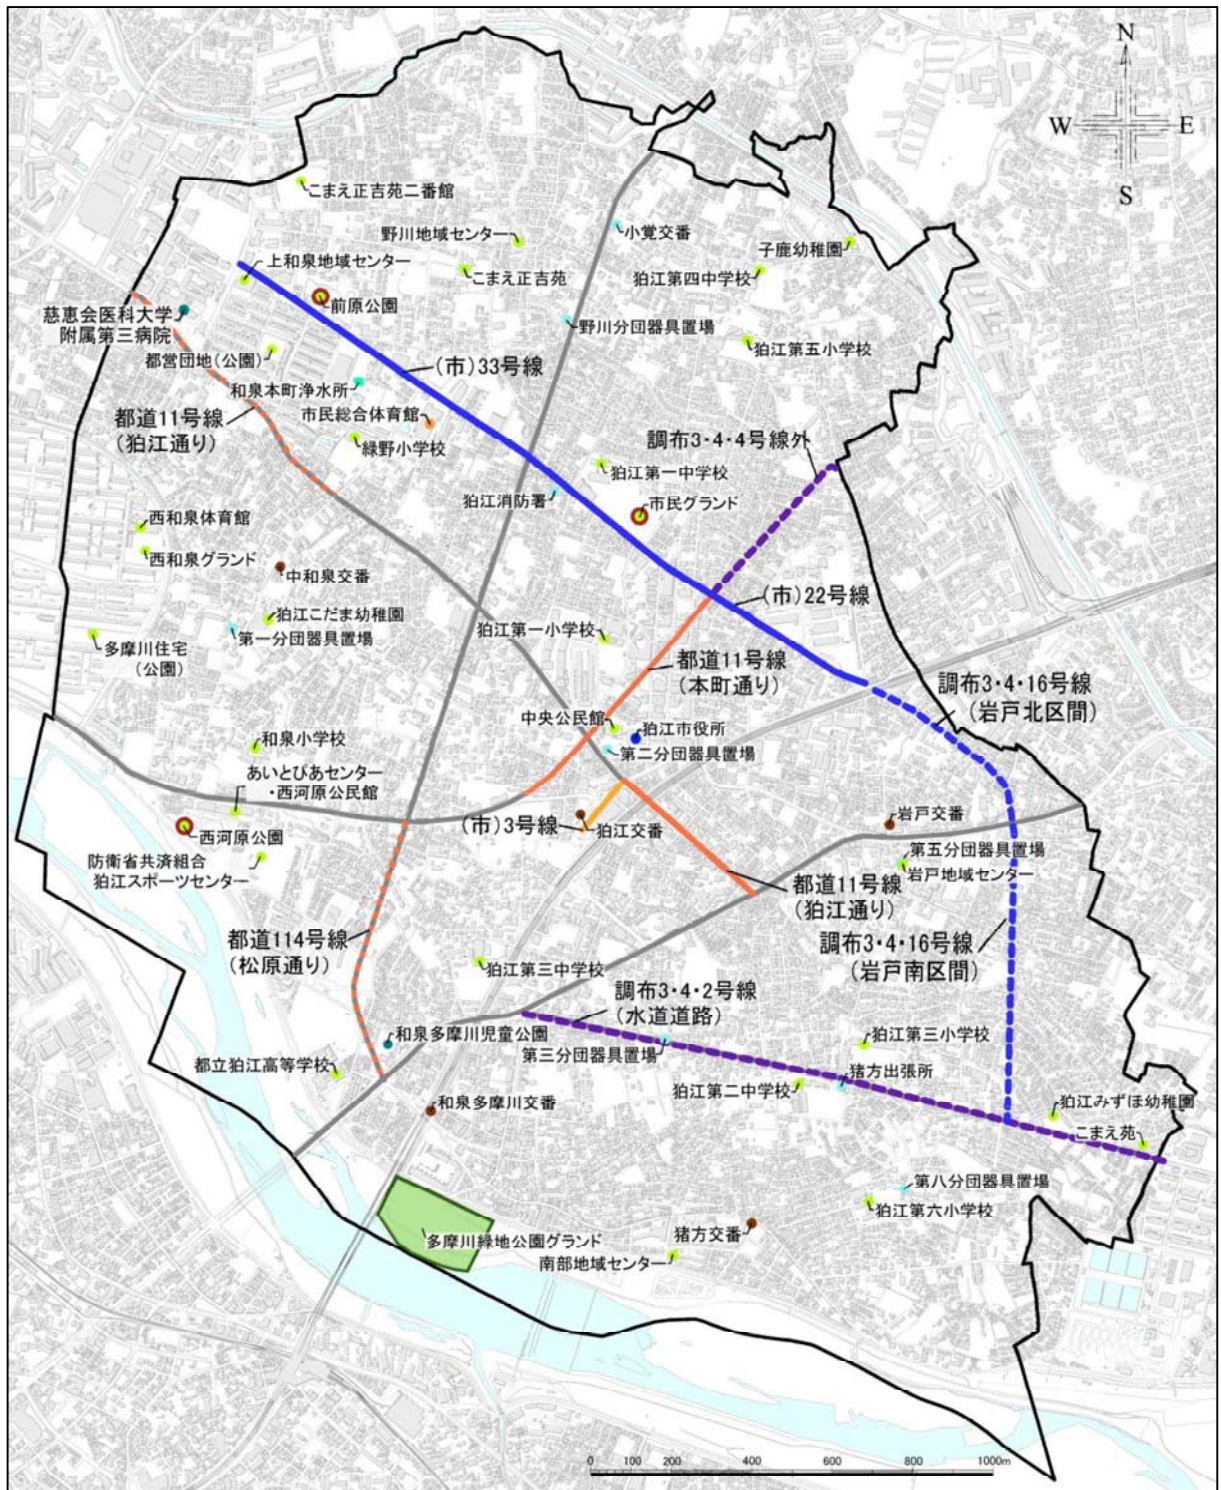 N
W
E
S
こまえ正吉苑二番館
野川地域センター
小覚交番
子鹿幼稚園
上和泉地域センター
こまえ正吉苑
狛江第四中学校
前原公園
慈恵会医科大学
附属第三病院
野川分団器具置場
狛江第五小学校
都営団地(公園)
(市)33号線
和泉本町浄水所
都道11号線
(狛江通り)
市民総合体育館
緑野小学校
調布3・4・4号線外
狛江第一中学校
狛江消防署
市民グランド
西和泉体育館
西和泉グランド
中和泉交番
(市)22号線
狛江こだま幼稚園
第一分団器具置場
狛江第一小学校
多摩川住宅
(公園)
都道11号線
(本町通り)
調布3・4・16号線
(岩戸北区間)
中央公民館
狛江市役所
第二分団器具置場
和泉小学校
あいとぴあセンター
・西河原公民館
(市)3号線
狛江交番
岩戸交番
西河原公園
防衛省共済組合
狛江スポーツセンター
第五分団器具置場
岩戸地域センター
都道11号線
(狛江通り)
都道114号線
(松原通り)
調布3・4・16号線
(岩戸南区間)
狛江第三中学校
調布3・4・2号線
(水道道路)
和泉多摩川児童公園
第三分団器具置場
狛江第三小学校
都立狛江高等学校
狛江第二中学校
猪方出張所
和泉多摩川交番
狛江みずほ幼稚園
こまえ苑
第八分団器具置場
狛江第六小学校
猪方交番
多摩川緑地公園グランド
南部地域センター
0 100 200 400 600 800 1000m